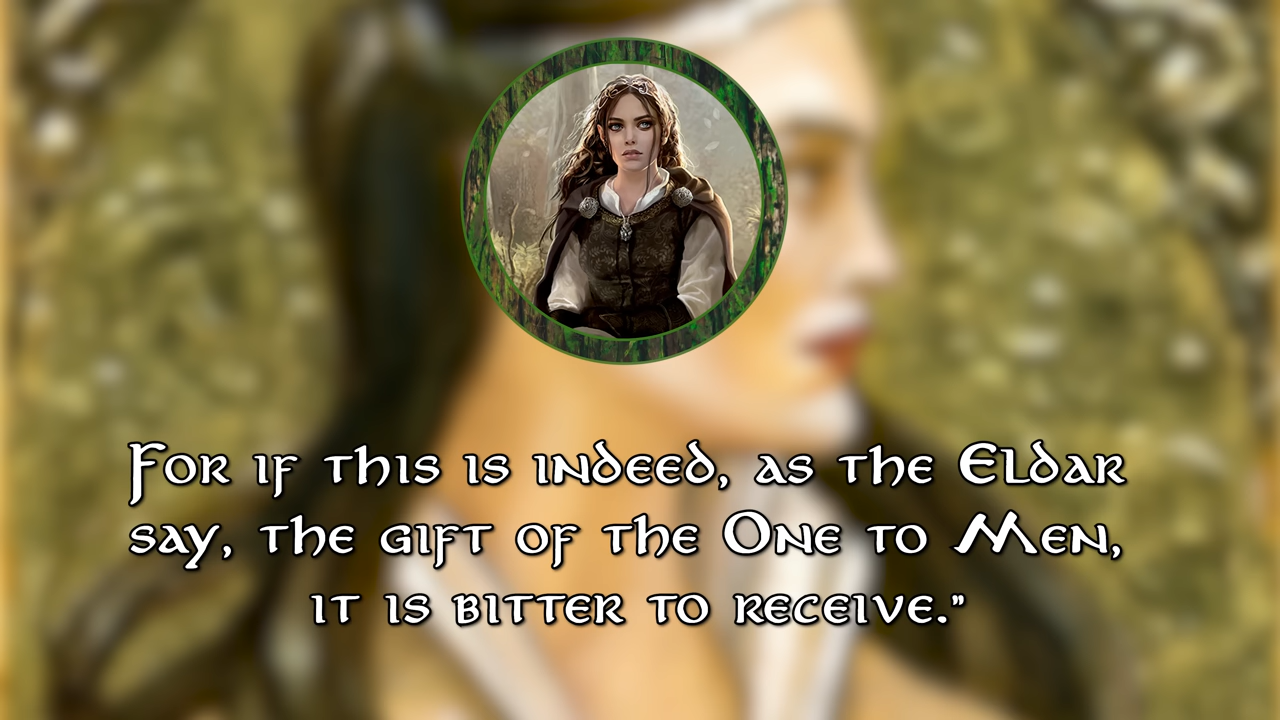 For if this is indeed, as the Eldar
say, the gift of the One to Men,
it is bitter to receive."